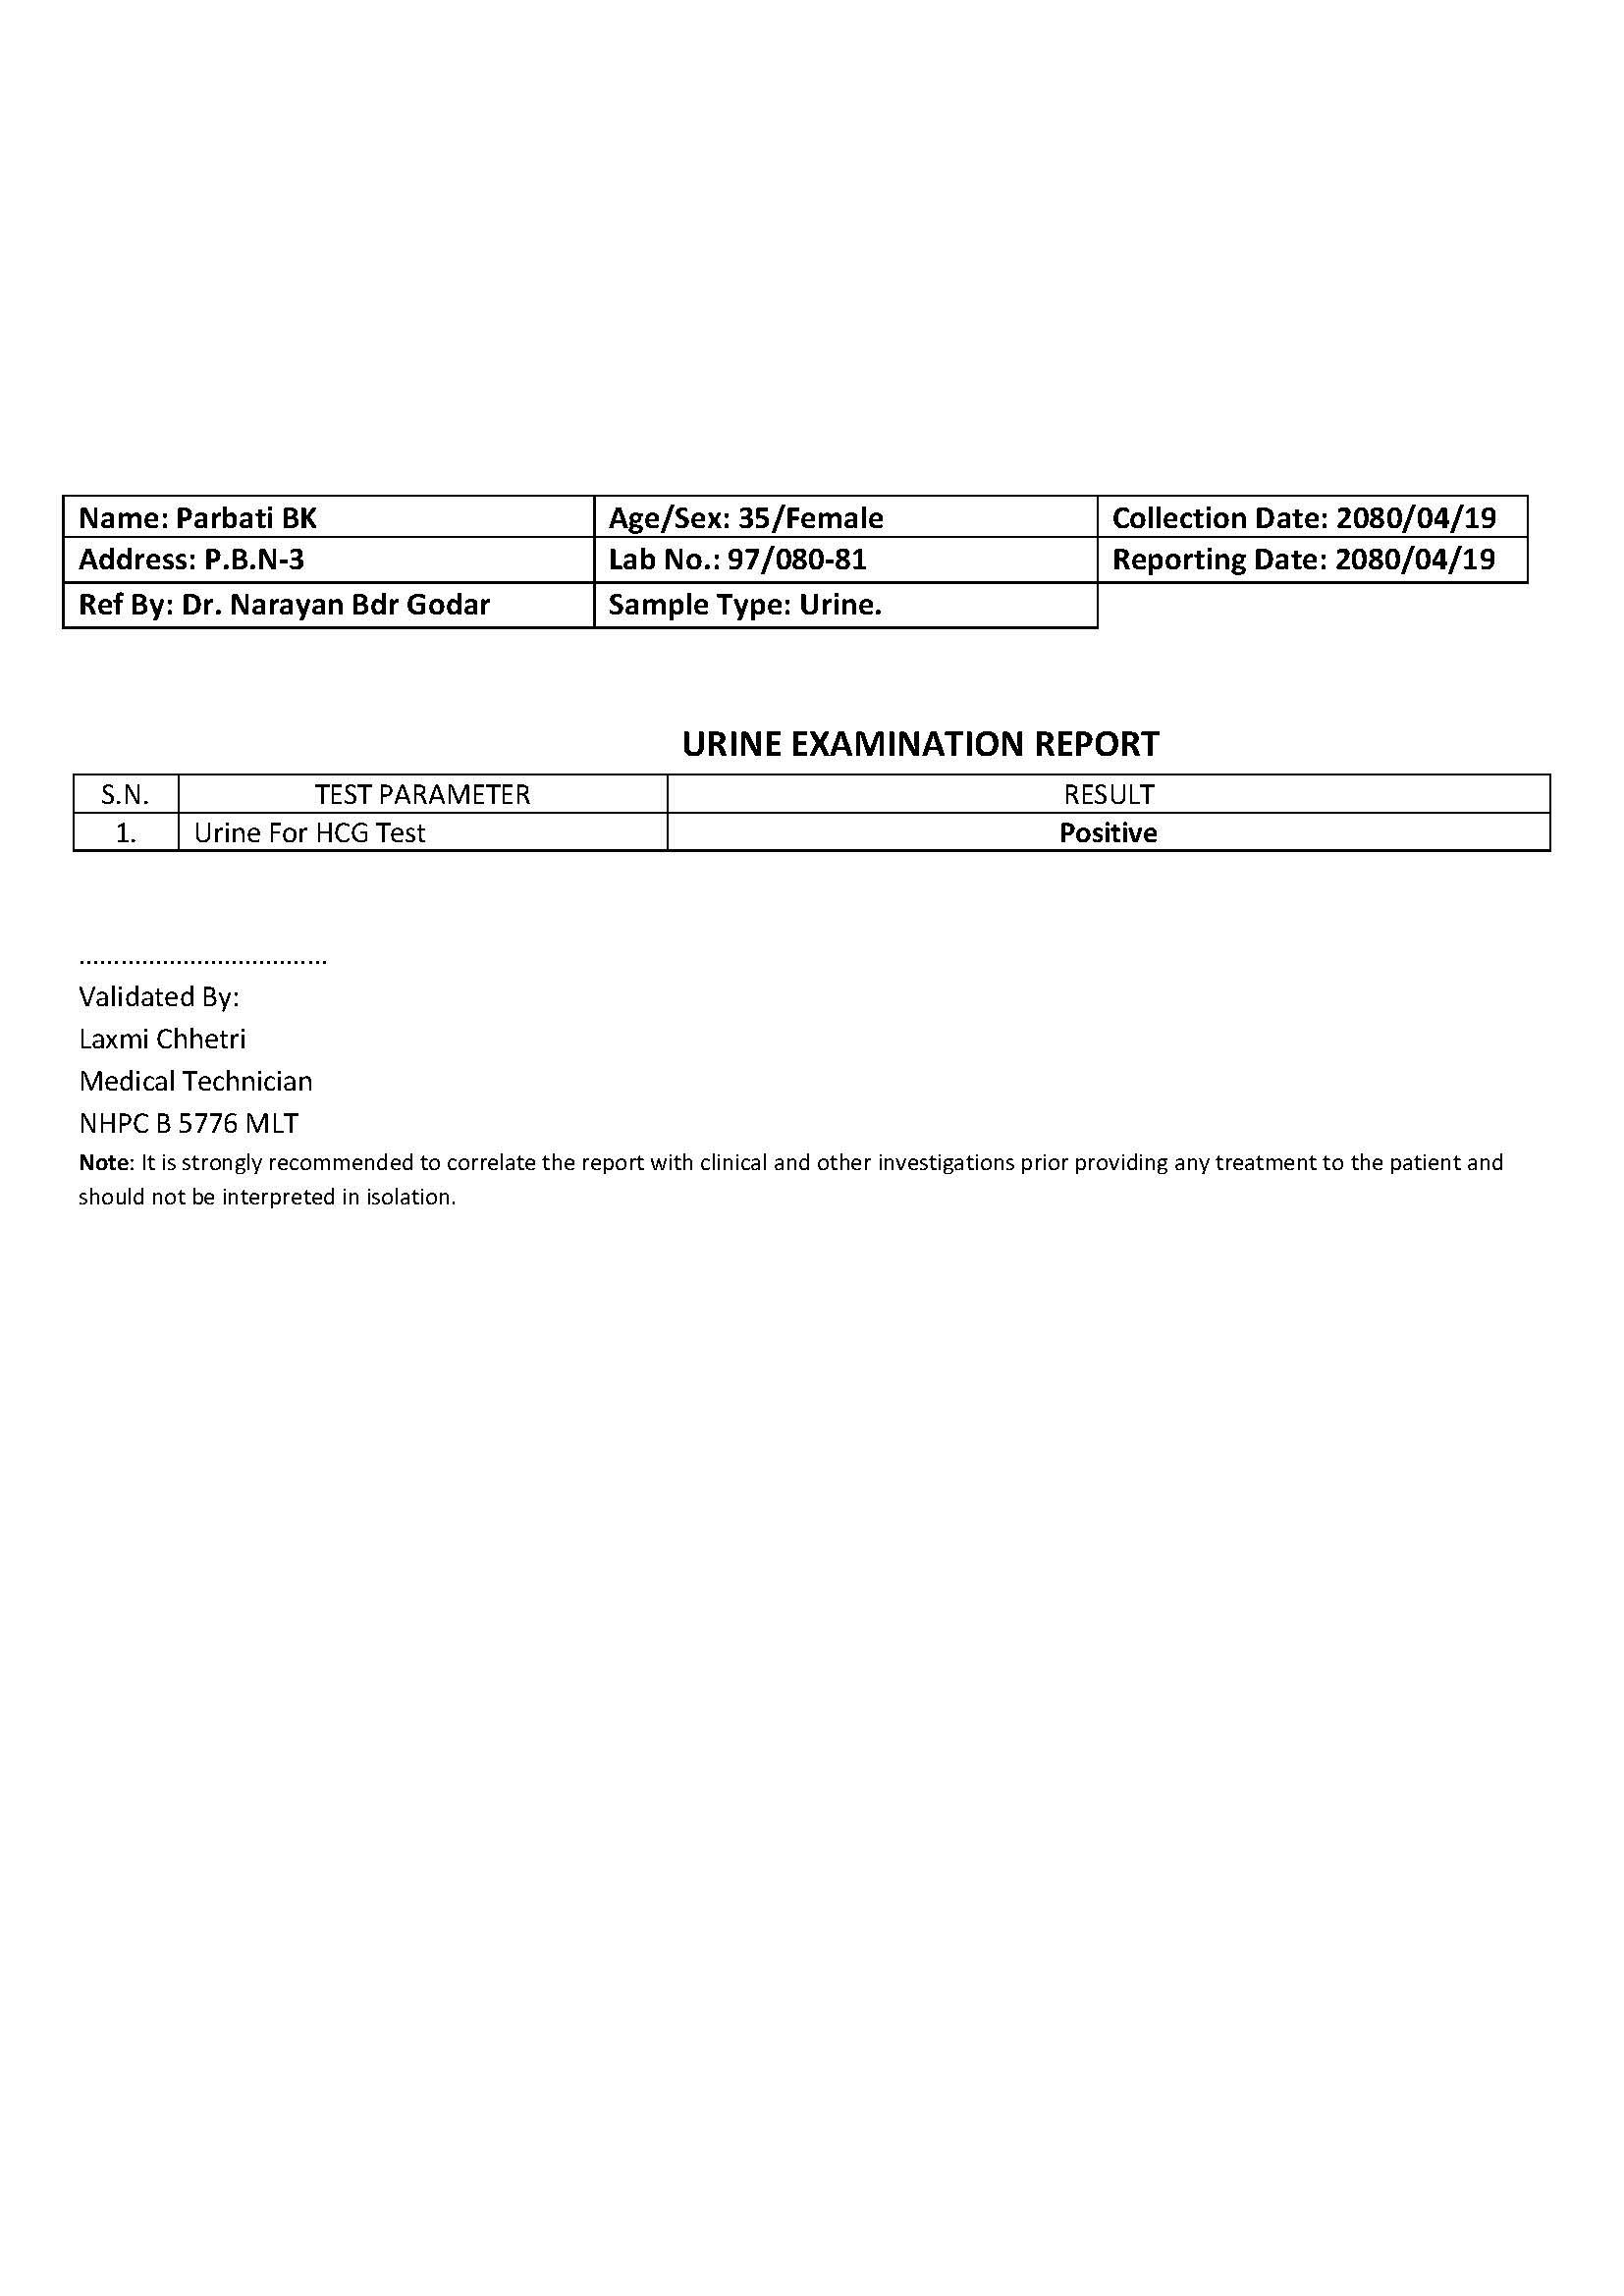 Name: Parbati BK Age/Sex: 35/Female Collection Date: 2080/04/19
Address: P.B.N-3 Lab No.: 97/080-81 Reporting Date: 2080/04/19
Ref By: Dr. Narayan Bdr Godar Sample Type: Urine.
URINE EXAMINATION REPORT
S.N. TEST PARAMETER RESULT
1. Urine For HCG Test Positive
....................................
Validated By:
Laxmi Chhetri
Medical Technician
NHPC B 5776 MLT
Note: It is strongly recommended to correlate the report with clinical and other investigations prior providing any treatment to the patient and
should not be interpreted in isolation.